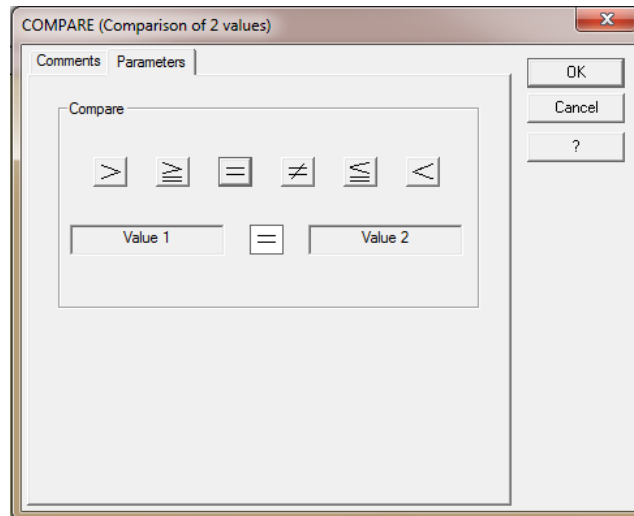 COMPARE (Comparison of 2 values)
Comments Parameters
OK
Cancel
?
Compare
> ≧ = ≠ ≦ <
Value 1 = Value 2